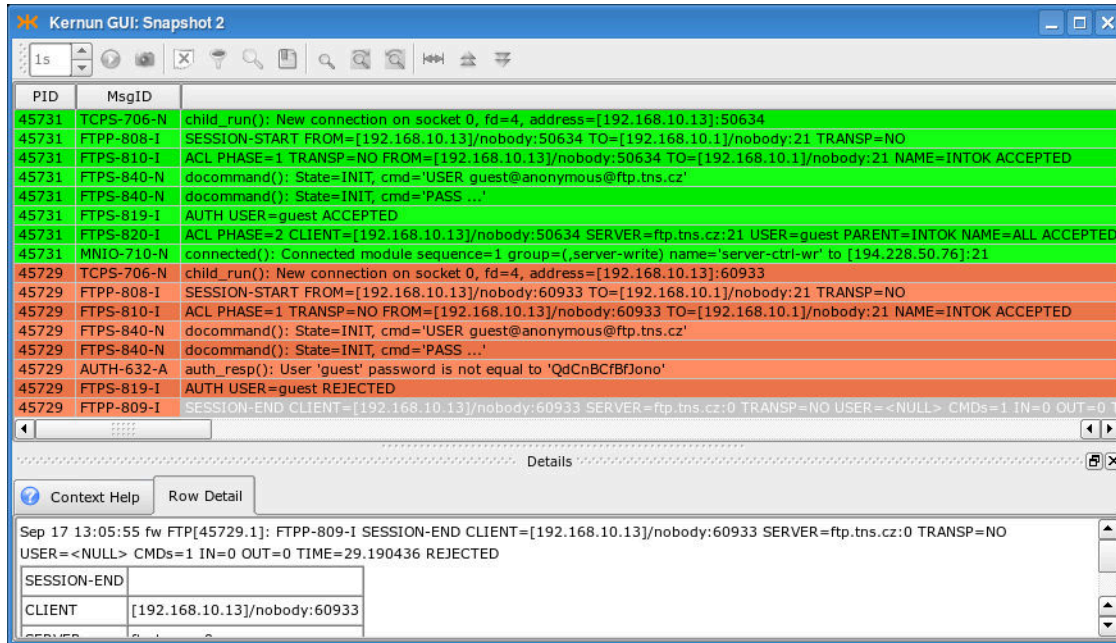 Kernun GUI: Snapshot 2
1s
PID MsgID
45731 TCPS-706-N child_run(): New connection on socket 0, fd=4, address=[192.168.10.13]:50634
45731 FTPP-808-I SESSION-START FROM=[192.168.10.13]/nobody:50634 TO=[192.168.10.1]/nobody:21 TRANSP=NO
45731 FTPS-810-I ACL PHASE=1 TRANSP=NO FROM=[192.168.10.13]/nobody:50634 TO=[192.168.10.1]/nobody:21 NAME=INTOK ACCEPTED
45731 FTPS-840-N docommand(): State=INIT, cmd='USER guest@anonymous@ftp.tns.cz'
45731 FTPS-840-N docommand(): State=INIT, cmd='PASS ...'
45731 FTPS-819-I AUTH USER=guest ACCEPTED
45731 FTPS-820-I ACL PHASE=2 CLIENT=[192.168.10.13]/nobody:50634 SERVER=ftp.tns.cz:21 USER=guest PARENT=INTOK NAME=ALL ACCEPTED
45731 MNIO-710-N connected(): Connected module sequence=1 group=(,server-write) name='server-ctrl-wr' to [194.228.50.76]:21
45729 TCPS-706-N child_run(): New connection on socket 0, fd=4, address=[192.168.10.13]:60933
45729 FTPP-808-I SESSION-START FROM=[192.168.10.13]/nobody:60933 TO=[192.168.10.1]/nobody:21 TRANSP=NO
45729 FTPP-810-I ACL PHASE=1 TRANSP=NO FROM=[192.168.10.13]/nobody:60933 TO=[192.168.10.1]/nobody:21 NAME=INTOK ACCEPTED
45729 FTPS-840-N docommand(): State=INIT, cmd='USER guest@anonymous@ftp.tns.cz'
45729 FTPS-840-N docommand(): State=INIT, cmd='PASS ...'
45729 AUTH-632-A auth_resp(): User 'guest' password is not equal to 'QdCnBCfBfJono'
45729 FTPS-819-I AUTH USER=guest REJECTED
45729 FTPP-809-I SESSION-END CLIENT=[192.168.10.13]/nobody:60933 SERVER=ftp.tns.cz:0 TRANSP=NO USER=<NULL> CMDs=1 IN=0 OUT=0
Details
Context Help Row Detail
Sep 17 13:05:55 fw FTP[45729.1]: FTPP-809-I SESSION-END CLIENT=[192.168.10.13]/nobody:60933 SERVER=ftp.tns.cz:0 TRANSP=NO
USER=<NULL> CMDs=1 IN=0 OUT=0 TIME=29.190436 REJECTED
SESSION-END
CLIENT [192.168.10.13]/nobody:60933